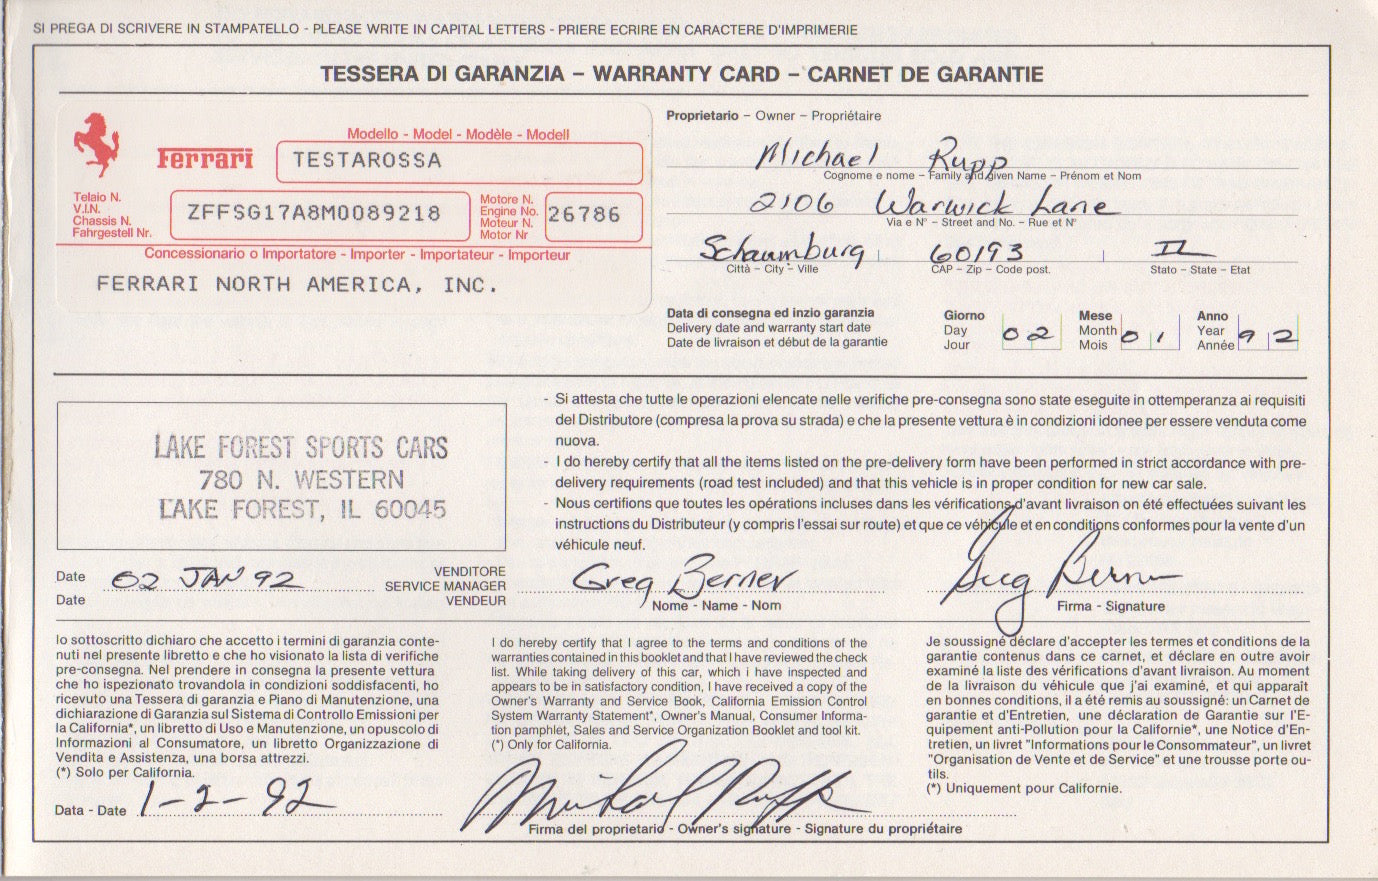 SI PREGA DI SCRIVERE IN STAMPATELLO - PLEASE WRITE IN CAPITAL LETTERS - PRIERE ECRIRE EN CARACTERE D'IMPRIMERIE
TESSERA DI GARANZIA – WARRANTY CARD – CARNET DE GARANTIE
Modello - Model - Modèle - Modell
Ferrari
TESTAROSSA
Telaio N.
V.I.N.
Chassis N.
Fahrgestell Nr.
ZFFSG17A8M0089218
Motore N.
Engine No.
Moteur N.
Motor Nr
26786
Concessionario o Importatore - Importer - Importateur - Importeur
FERRARI NORTH AMERICA, INC.
Proprietario – Owner – Propriétaire
Michael Rupp
Cognome e nome – Family and given Name – Prénom et Nom
2106 Warwick Lane
Via e N° – Street and No. – Rue et N°
Schaumburg 60193 IL
Città – City – Ville CAP – Zip – Code post. Stato – State – Etat
Data di consegna ed inzio garanzia
Delivery date and warranty start date
Date de livraison et début de la garantie
Giorno
Day
Jour
02
Mese
Month
Mois
01
Anno
Year
Année
92
LAKE FOREST SPORTS CARS
780 N. WESTERN
LAKE FOREST, IL 60045
- Si attesta che tutte le operazioni elencate nelle verifiche pre-consegna sono state eseguite in ottemperanza ai requisiti
del Distributore (compresa la prova su strada) e che la presente vettura è in condizioni idonee per essere venduta come
nuova.
- I do hereby certify that all the items listed on the pre-delivery form have been performed in strict accordance with pre-
delivery requirements (road test included) and that this vehicle is in proper condition for new car sale.
- Nous certifions que toutes les opérations incluses dans les vérifications d'avant livraison on été effectuées suivant les
instructions du Distributeur (y compris l'essai sur route) et que ce véhicule et en conditions conformes pour la vente d'un
véhicule neuf.
Date
Date
02 JAN 92
VENDITORE
SERVICE MANAGER
VENDEUR
Greg Berner
Nome - Name - Nom
Greg Berner
Firma - Signature
Io sottoscritto dichiaro che accetto i termini di garanzia conte-
nuti nel presente libretto e che ho visionato la lista di verifiche
pre-consegna. Nel prendere in consegna la presente vettura
che ho ispezionato trovandola in condizioni soddisfacenti, ho
ricevuto una Tessera di garanzia e Piano di Manutenzione, una
dichiarazione di Garanzia sul Sistema di Controllo Emissioni per
la California*, un libretto di Uso e Manutenzione, un opuscolo di
Informazioni al Consumatore, un libretto Organizzazione di
Vendita e Assistenza, una borsa attrezzi.
(*) Solo per California.
Data - Date 1-2-92
I do hereby certify that I agree to the terms and conditions of the
warranties contained in this booklet and that I have reviewed the check
list. While taking delivery of this car, which i have inspected and
appears to be in satisfactory condition, I have received a copy of the
Owner's Warranty and Service Book, California Emission Control
System Warranty Statement*, Owner's Manual, Consumer Informa-
tion pamphlet, Sales and Service Organization Booklet and tool kit.
(*) Only for California.
Michael Rupp
Firma del proprietario - Owner's signature - Signature du propriétaire
Je soussigné déclare d'accepter les termes et conditions de la
garantie contenus dans ce carnet, et déclare en outre avoir
examiné la liste des vérifications d'avant livraison. Au moment
de la livraison du véhicule que j'ai examiné, et qui apparaît
en bonnes conditions, il a été remis au soussigné: un Carnet de
garantie et d'Entretien, une déclaration de Garantie sur l'E-
quipement anti-Pollution pour la Californie*, une Notice d'En-
tretien, un livret "Informations pour le Consommateur", un livret
"Organisation de Vente et de Service" et une trousse porte ou-
tils.
(*) Uniquement pour Californie.